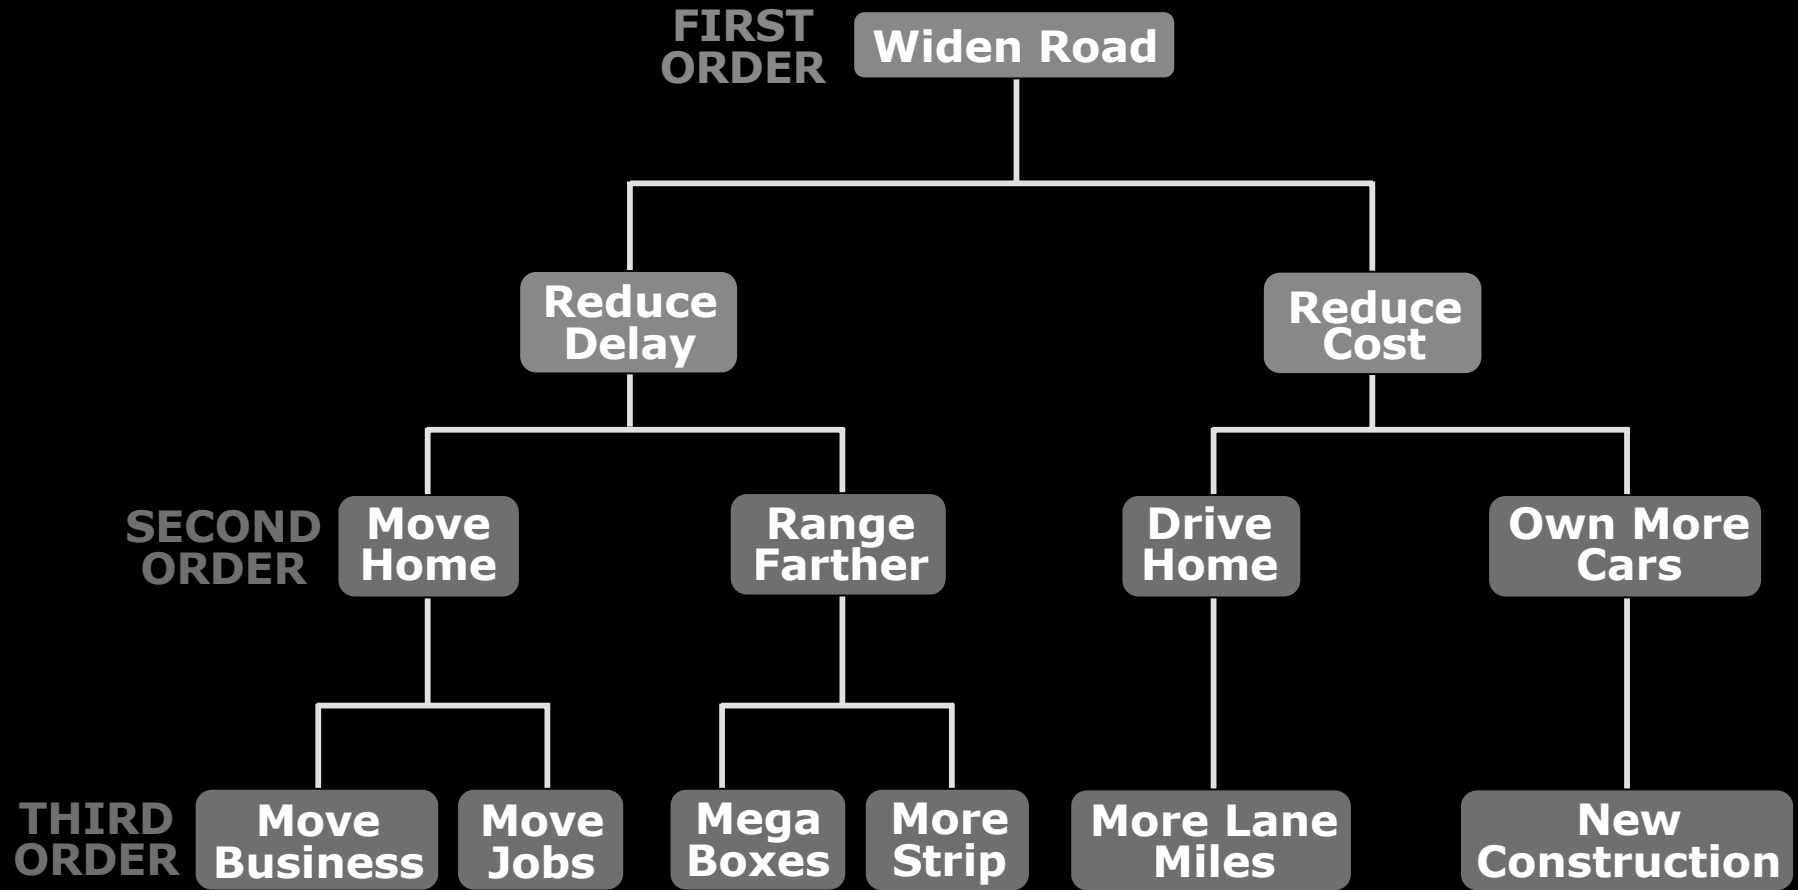 FIRST
ORDER
Widen Road
Reduce
Delay
Reduce
Cost
SECOND
ORDER
Move
Home
Range
Farther
Drive
Home
Own More
Cars
THIRD
ORDER
Move
Business
Move
Jobs
Mega
Boxes
More
Strip
More Lane
Miles
New
Construction